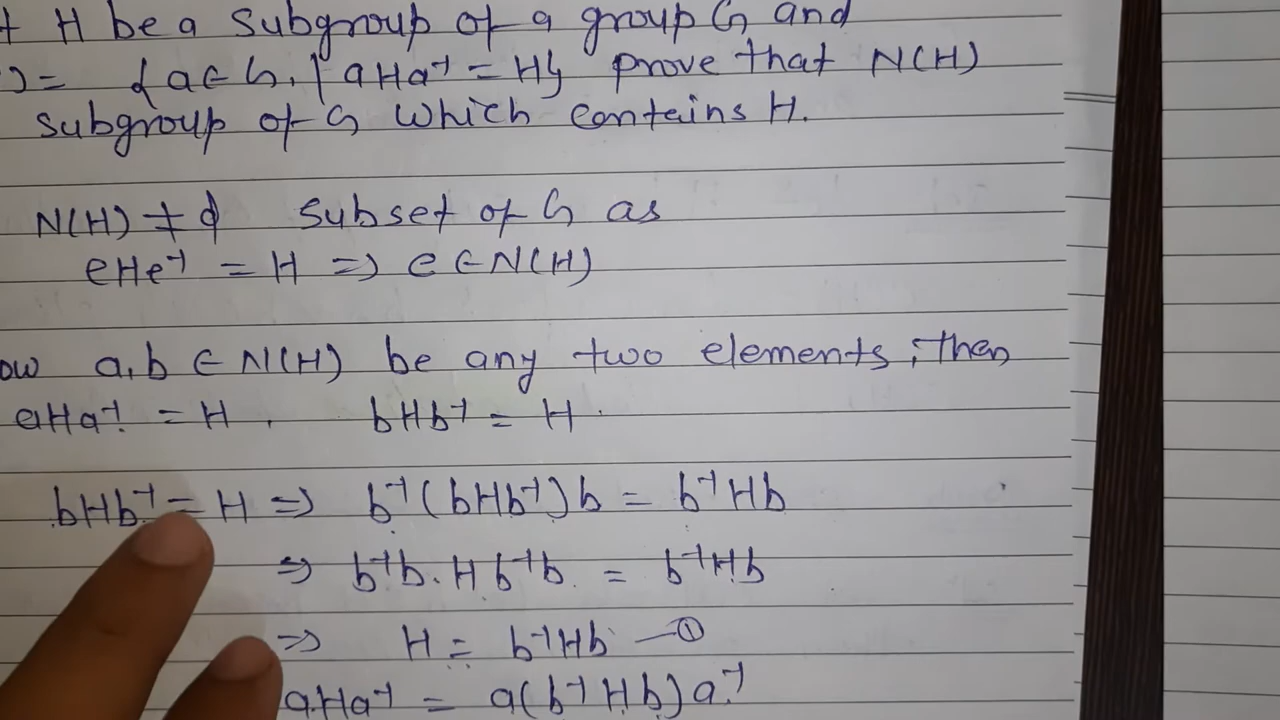 H be a subgroup of a group G and
) = {a ∈ G | aHa⁻¹ = H} prove that N(H)
subgroup of G which contains H.
N(H) ≠ ϕ subset of G as
eHe⁻¹ = H ⇒ e ∈ N(H)
ow a, b ∈ N(H) be any two elements, then
aHa⁻¹ = H, bHb⁻¹ = H.
bHb⁻¹ = H ⇒ b⁻¹(bHb⁻¹)b = b⁻¹Hb
⇒ b⁻¹b.Hb⁻¹b. = b⁻¹Hb
⇒ H = b⁻¹Hb —①
aHa⁻¹ = a(b⁻¹Hb)a⁻¹